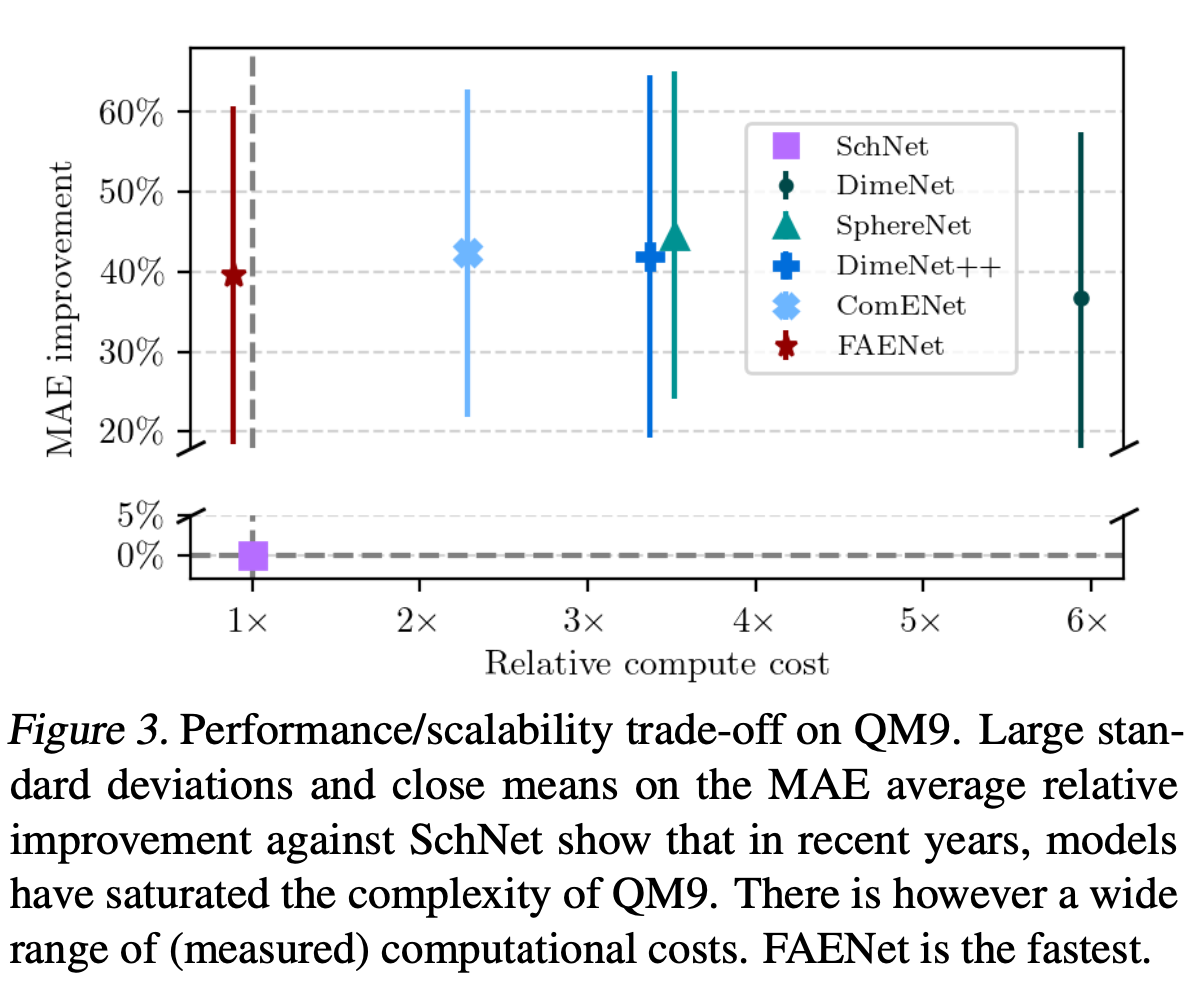 60%
50%
40%
30%
20%
5%
0%
MAE improvement
SchNet
DimeNet
SphereNet
DimeNet++
ComENet
FAENet
1× 2× 3× 4× 5× 6×
Relative compute cost
Figure 3. Performance/scalability trade-off on QM9. Large stan-
dard deviations and close means on the MAE average relative
improvement against SchNet show that in recent years, models
have saturated the complexity of QM9. There is however a wide
range of (measured) computational costs. FAENet is the fastest.